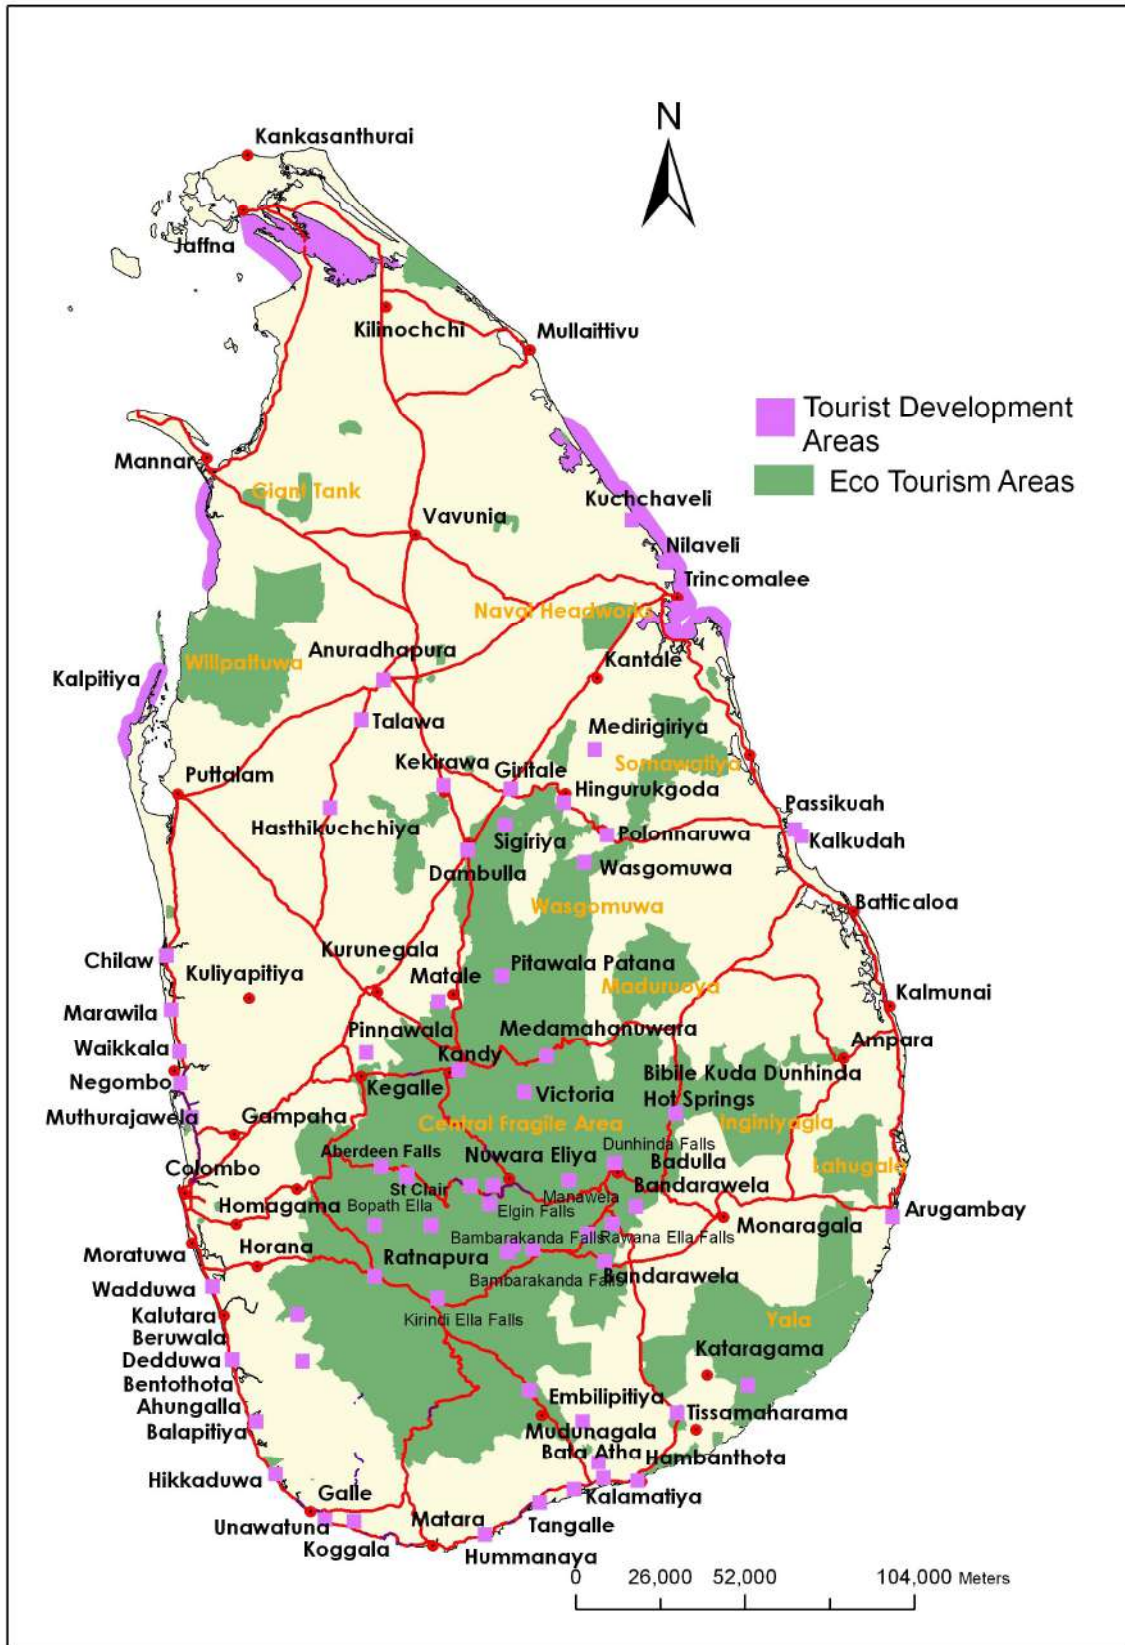 N
Kankasanthurai
Jaffna
Kilinochchi
Mullaittivu
Tourist Development
Areas
Eco Tourism Areas
Mannar
Giant Tank
Kuchchaveli
Vavunia
Nilaveli
Trincomalee
Naval Headworks
Anuradhapura
Willpattuwa
Kantale
Kalpitiya
Talawa
Medirigiriya
Somawatiya
Kekirawa
Giritale
Puttalam
Hingurukgoda
Passikuah
Hasthikuchchiya
Sigiriya
Polonnaruwa
Kalkudah
Dambulla
Wasgomuwa
Wasgomuwa
Batticaloa
Kurunegala
Chilaw
Kuliyapitiya
Matale
Pitawala Patana
Maduruoya
Kalmunai
Marawila
Pinnawala
Medamahanuwara
Ampara
Waikkala
Kandy
Bibile Kuda Dunhinda
Negombo
Kegalle
Victoria
Hot Springs
Muthurajawela
Gampaha
Central Fragile Area
Inginiyagla
Aberdeen Falls
Nuwara Eliya
Dunhinda Falls
Badulla
Lahugala
Colombo
St Clair
Manawela
Bandarawela
Homagama
Bopath Ella
Elgin Falls
Arugambay
Monaragala
Moratuwa
Horana
Ratnapura
Bambarakanda Falls
Rawana Ella Falls
Wadduwa
Bambarakanda Falls
Bandarawela
Kalutara
Kirindi Ella Falls
Yala
Beruwala
Kataragama
Dedduwa
Bentothota
Embilipitiya
Ahungalla
Tissamaharama
Balapitiya
Mudunagala
Bata Atha
Hambanthota
Hikkaduwa
Galle
Kalamatiya
Unawatuna
Matara
Tangalle
Koggala
Hummanaya
0 26,000 52,000 104,000 Meters